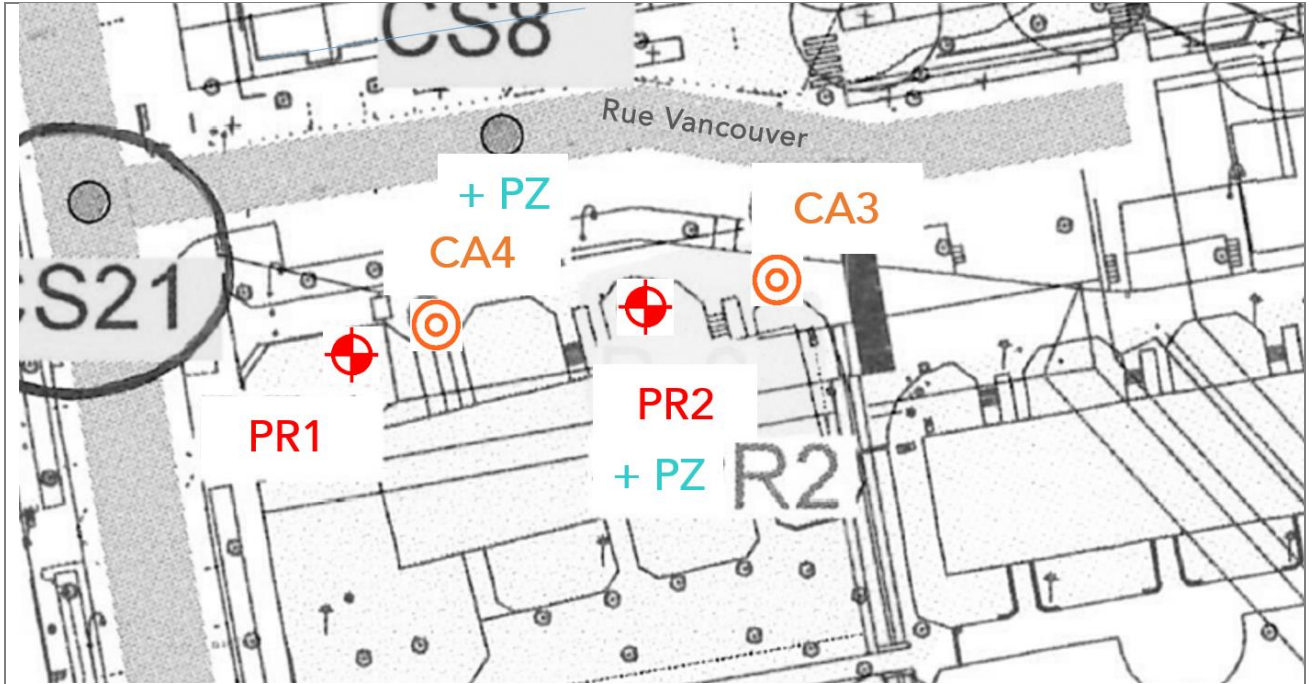 CS8
Rue Vancouver
+ PZ
CA3
CA4
CS21
PR2
PR1
+ PZ
R2